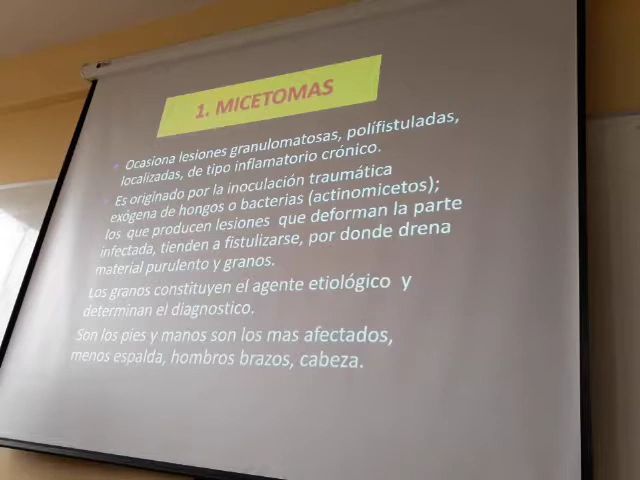 1. MICETOMAS
Ocasiona lesiones granulomatosas, polífistuladas,
localizadas, de tipo inflamatorio crónico.
Es originado por la inoculación traumática
exógena de hongos o bacterias (actinomicetos);
los que producen lesiones que deforman la parte
infectada, tienden a fistulizarse, por donde drena
material purulento y granos.
Los granos constituyen el agente etiológico y
determinan el diagnostico.
Son los pies y manos son los mas afectados,
menos espalda, hombros brazos, cabeza.